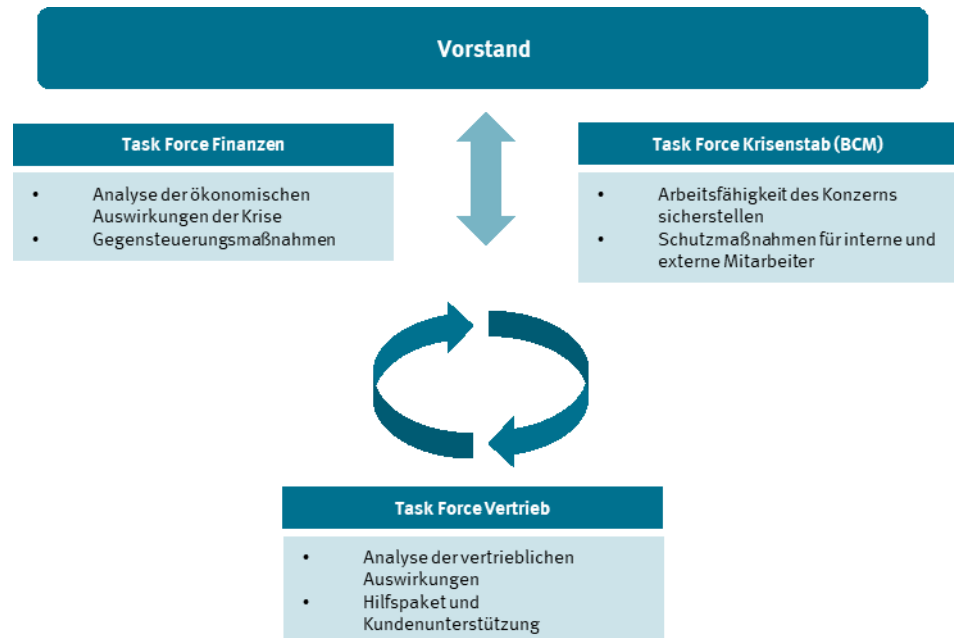 Vorstand
Task Force Finanzen
• Analyse der ökonomischen
Auswirkungen der Krise
• Gegensteuerungsmaßnahmen
Task Force Krisenstab (BCM)
• Arbeitsfähigkeit des Konzerns
sicherstellen
• Schutzmaßnahmen für interne und
externe Mitarbeiter
Task Force Vertrieb
• Analyse der vertrieblichen
Auswirkungen
• Hilfspaket und
Kundenunterstützung